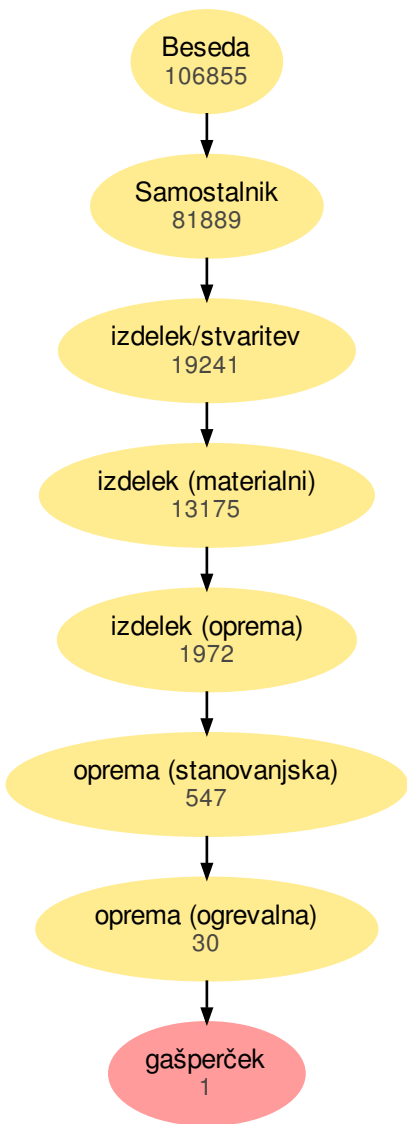 Beseda
106855
Samostalnik
81889
izdelek/stvaritev
19241
izdelek (materialni)
13175
izdelek (oprema)
1972
oprema (stanovanjska)
547
oprema (ogrevalna)
30
gašperček
1